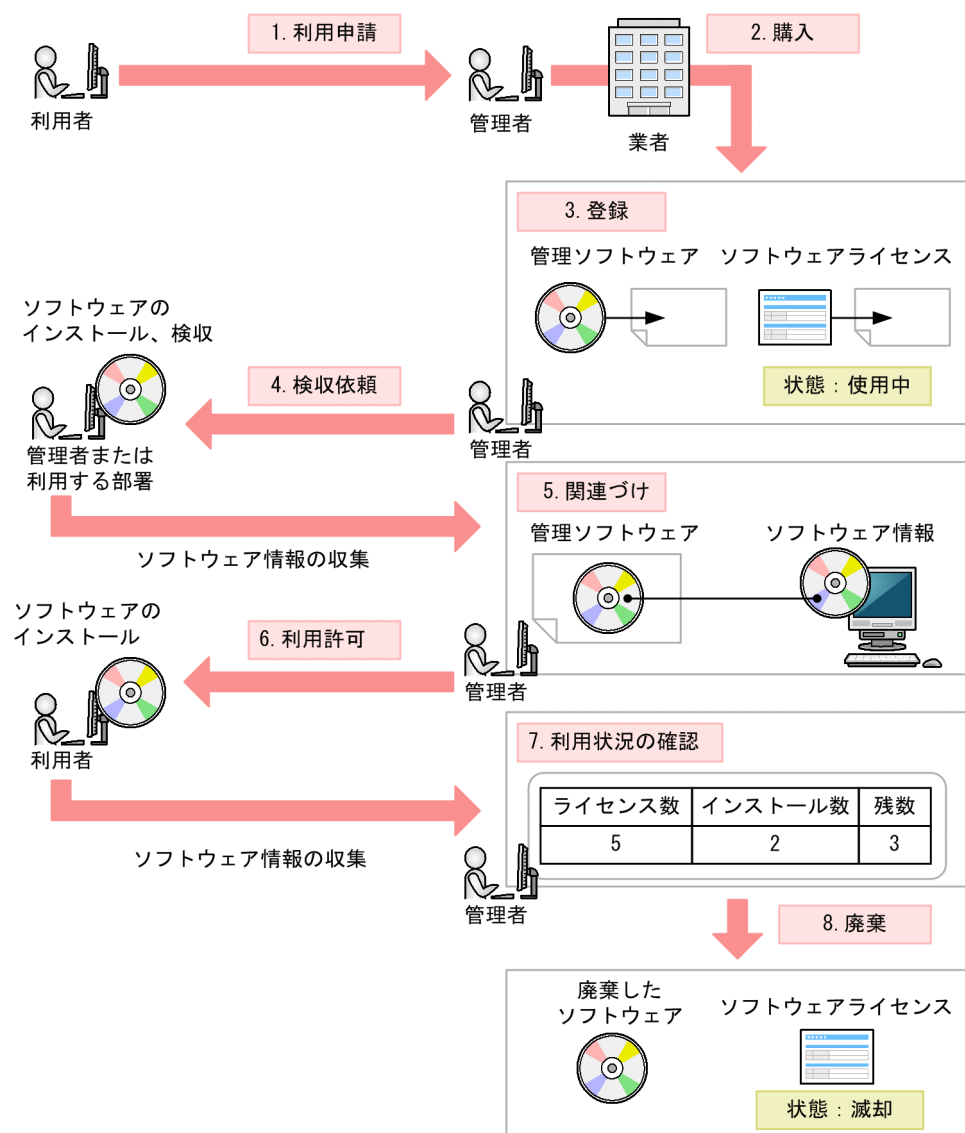 1. 利用申請
2. 購入
利用者
管理者
業者
3. 登録
管理ソフトウェア
ソフトウェアライセンス
状態：使用中
ソフトウェアの
インストール、検収
4. 検収依頼
管理者または
利用する部署
管理者
5. 関連づけ
管理ソフトウェア
ソフトウェア情報
ソフトウェア情報の収集
ソフトウェアの
インストール
6. 利用許可
利用者
管理者
7. 利用状況の確認
ライセンス数 インストール数 残数
5 2 3
ソフトウェア情報の収集
管理者
8. 廃棄
廃棄した
ソフトウェア
ソフトウェアライセンス
状態：滅却